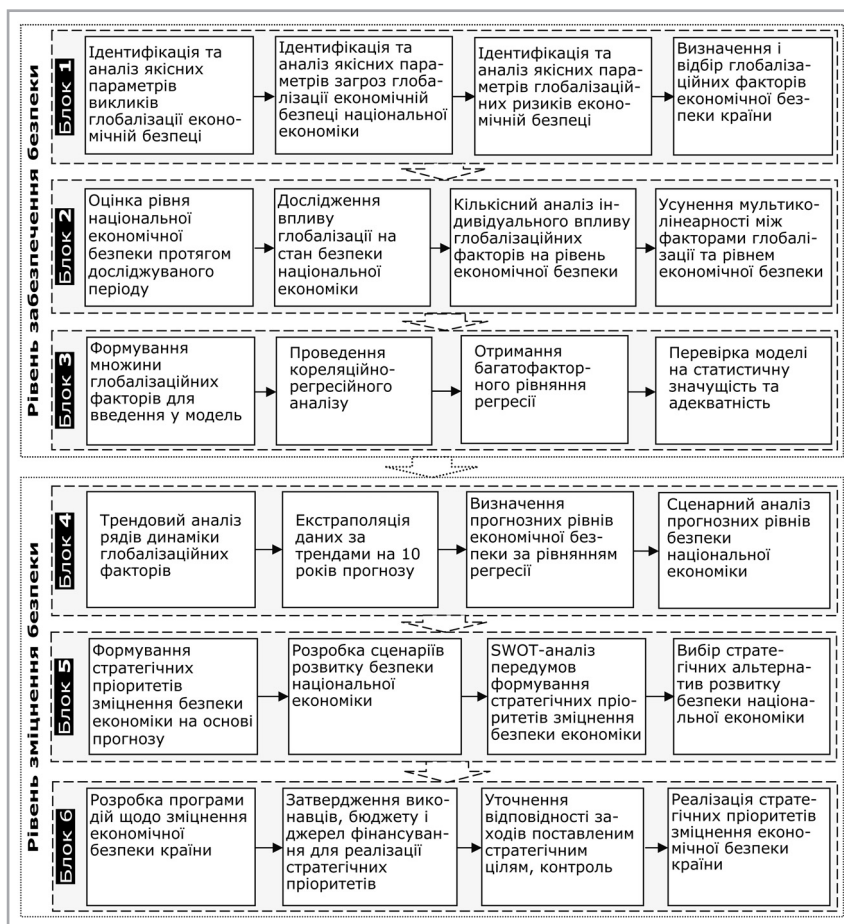 Рівень забезпечення безпеки
Блок 1
Ідентифікація та
аналіз якісних
параметрів
викликів
глобалізації еконо-
мічній безпеці
Ідентифікація та
аналіз якісних пара-
метрів загроз глоба-
лізації економічній
безпеці національної
економіки
Ідентифікація та
аналіз якісних пара-
метрів глобалізацій-
них ризиків еконо-
мічній безпеці
Визначення і
відбір глобалі-
заційних факторів
економічної без-
пеки країни
Блок 2
Оцінка рівня
національної
економічної
безпеки протягом
досліджуваного
періоду
Дослідження
впливу
глобалізації на
стан безпеки
національної
економіки
Кількісний аналіз ін-
дивідуального впливу
глобалізаційних
факторів на рівень
економічної безпеки
Усунення мультико-
лінеарності між
факторами глобалі-
зації та рівнем
економічної безпеки
Блок 3
Формування
множини
глобалізаційних
факторів для
введення у модель
Проведення
кореляційно-
регресійного
аналізу
Отримання
багатофактор-
ного рівняння
регресії
Перевірка моделі
на статистичну
значущість та
адекватність
Рівень зміцнення безпеки
Блок 4
Трендовий аналіз
рядів динаміки
глобалізаційних
факторів
Екстраполяція
даних за
трендами на 10
років прогнозу
Визначення
прогнозних рівнів
економічної без-
пеки за рівнянням
регресії
Сценарний аналіз
прогнозних рівнів
безпеки
національної
економіки
Блок 5
Формування
стратегічних
пріоритетів
зміцнення безпеки
економіки на основі
прогнозу
Розробка сценаріїв
розвитку безпеки
національної
економіки
SWOT-аналіз
передумов
формування
стратегічних пріо-
ритетів зміцнення
безпеки економіки
Вибір страте-
гічних альтерна-
тив розвитку
безпеки націо-
нальної економіки
Блок 6
Розробка програми
дій щодо зміцнення
економічної
безпеки країни
Затвердження вико-
навців, бюджету і
джерел фінансуван-
ня для реалізації
стратегічних
пріоритетів
Уточнення
відповідності за-
ходів поставленим
стратегічним
цілям, контроль
Реалізація страте-
гічних пріоритетів
зміцнення еконо-
мічної безпеки
країни